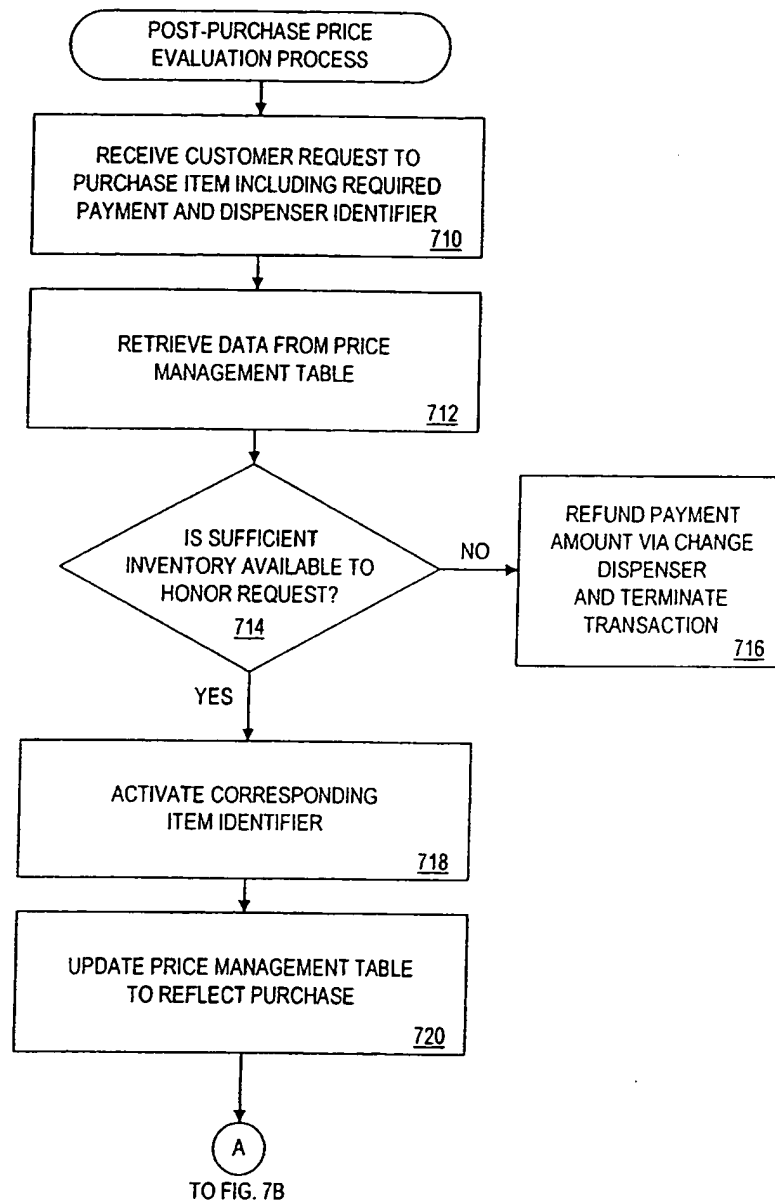 POST-PURCHASE PRICE
EVALUATION PROCESS
RECEIVE CUSTOMER REQUEST TO
PURCHASE ITEM INCLUDING REQUIRED
PAYMENT AND DISPENSER IDENTIFIER
710
RETRIEVE DATA FROM PRICE
MANAGEMENT TABLE
712
IS SUFFICIENT
INVENTORY AVAILABLE TO
HONOR REQUEST?
714
NO
REFUND PAYMENT
AMOUNT VIA CHANGE
DISPENSER
AND TERMINATE
TRANSACTION
716
YES
ACTIVATE CORRESPONDING
ITEM IDENTIFIER
718
UPDATE PRICE MANAGEMENT TABLE
TO REFLECT PURCHASE
720
A
TO FIG. 7B